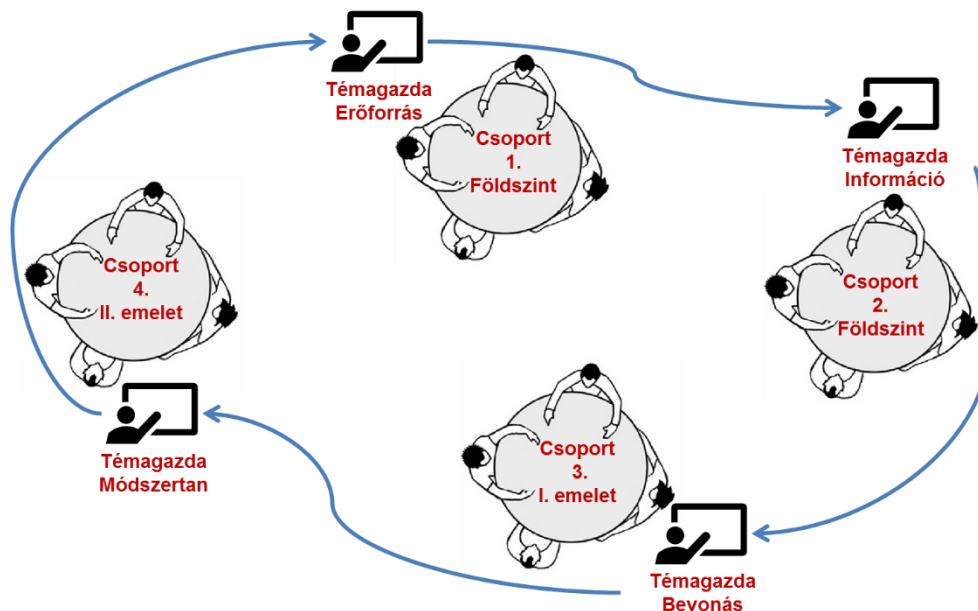 Témagazda
Erőforrás
Csoport
1.
Földszint
Témagazda
Információ
Csoport
2.
Földszint
Csoport
3.
I. emelet
Témagazda
Bevonás
Csoport
4.
II. emelet
Témagazda
Módszertan